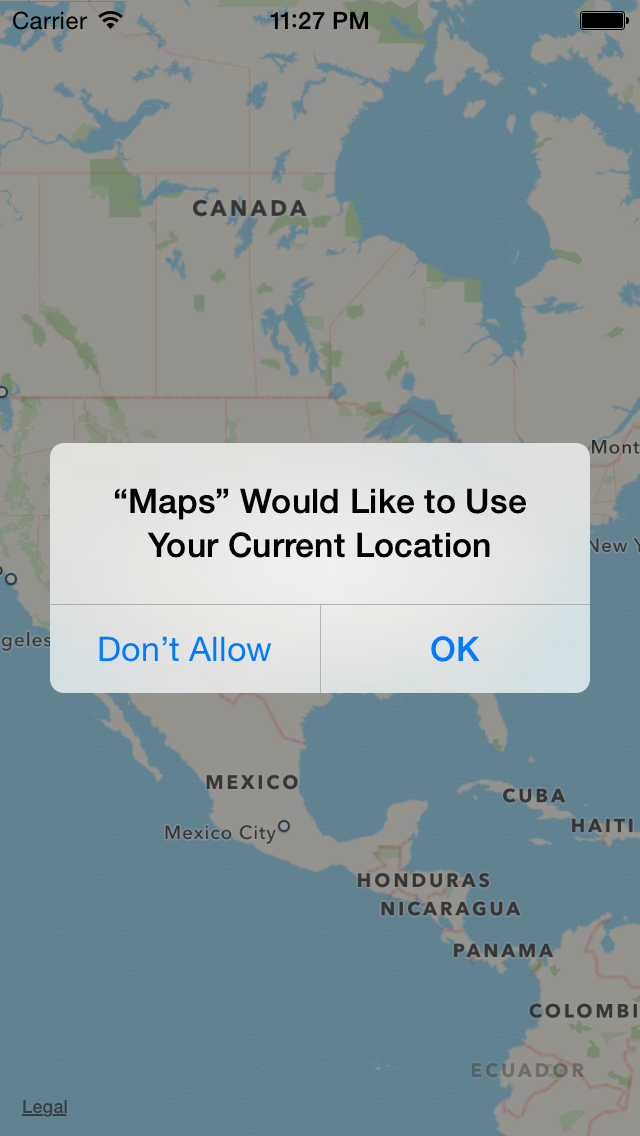 Carrier 11:27 PM
CANADA
Mont
“Maps” Would Like to Use
Your Current Location
New Y
geles
Don’t Allow OK
MEXICO
CUBA
Mexico City
HAITI
HONDURAS
NICARAGUA
PANAMA
COLOMBI
ECUADOR
Legal